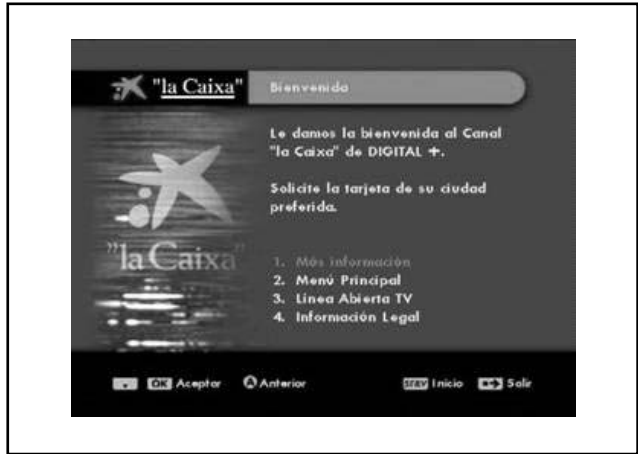 "la Caixa"
Bienvenida
Le damos la bienvenida al Canal
"la Caixa" de DIGITAL +.
Solicite la tarjeta de su ciudad
preferida.
"la Caixa"
1. Más información
2. Menú Principal
3. Línea Abierta TV
4. Información Legal
OK Aceptar A Anterior SERV Inicio Salir